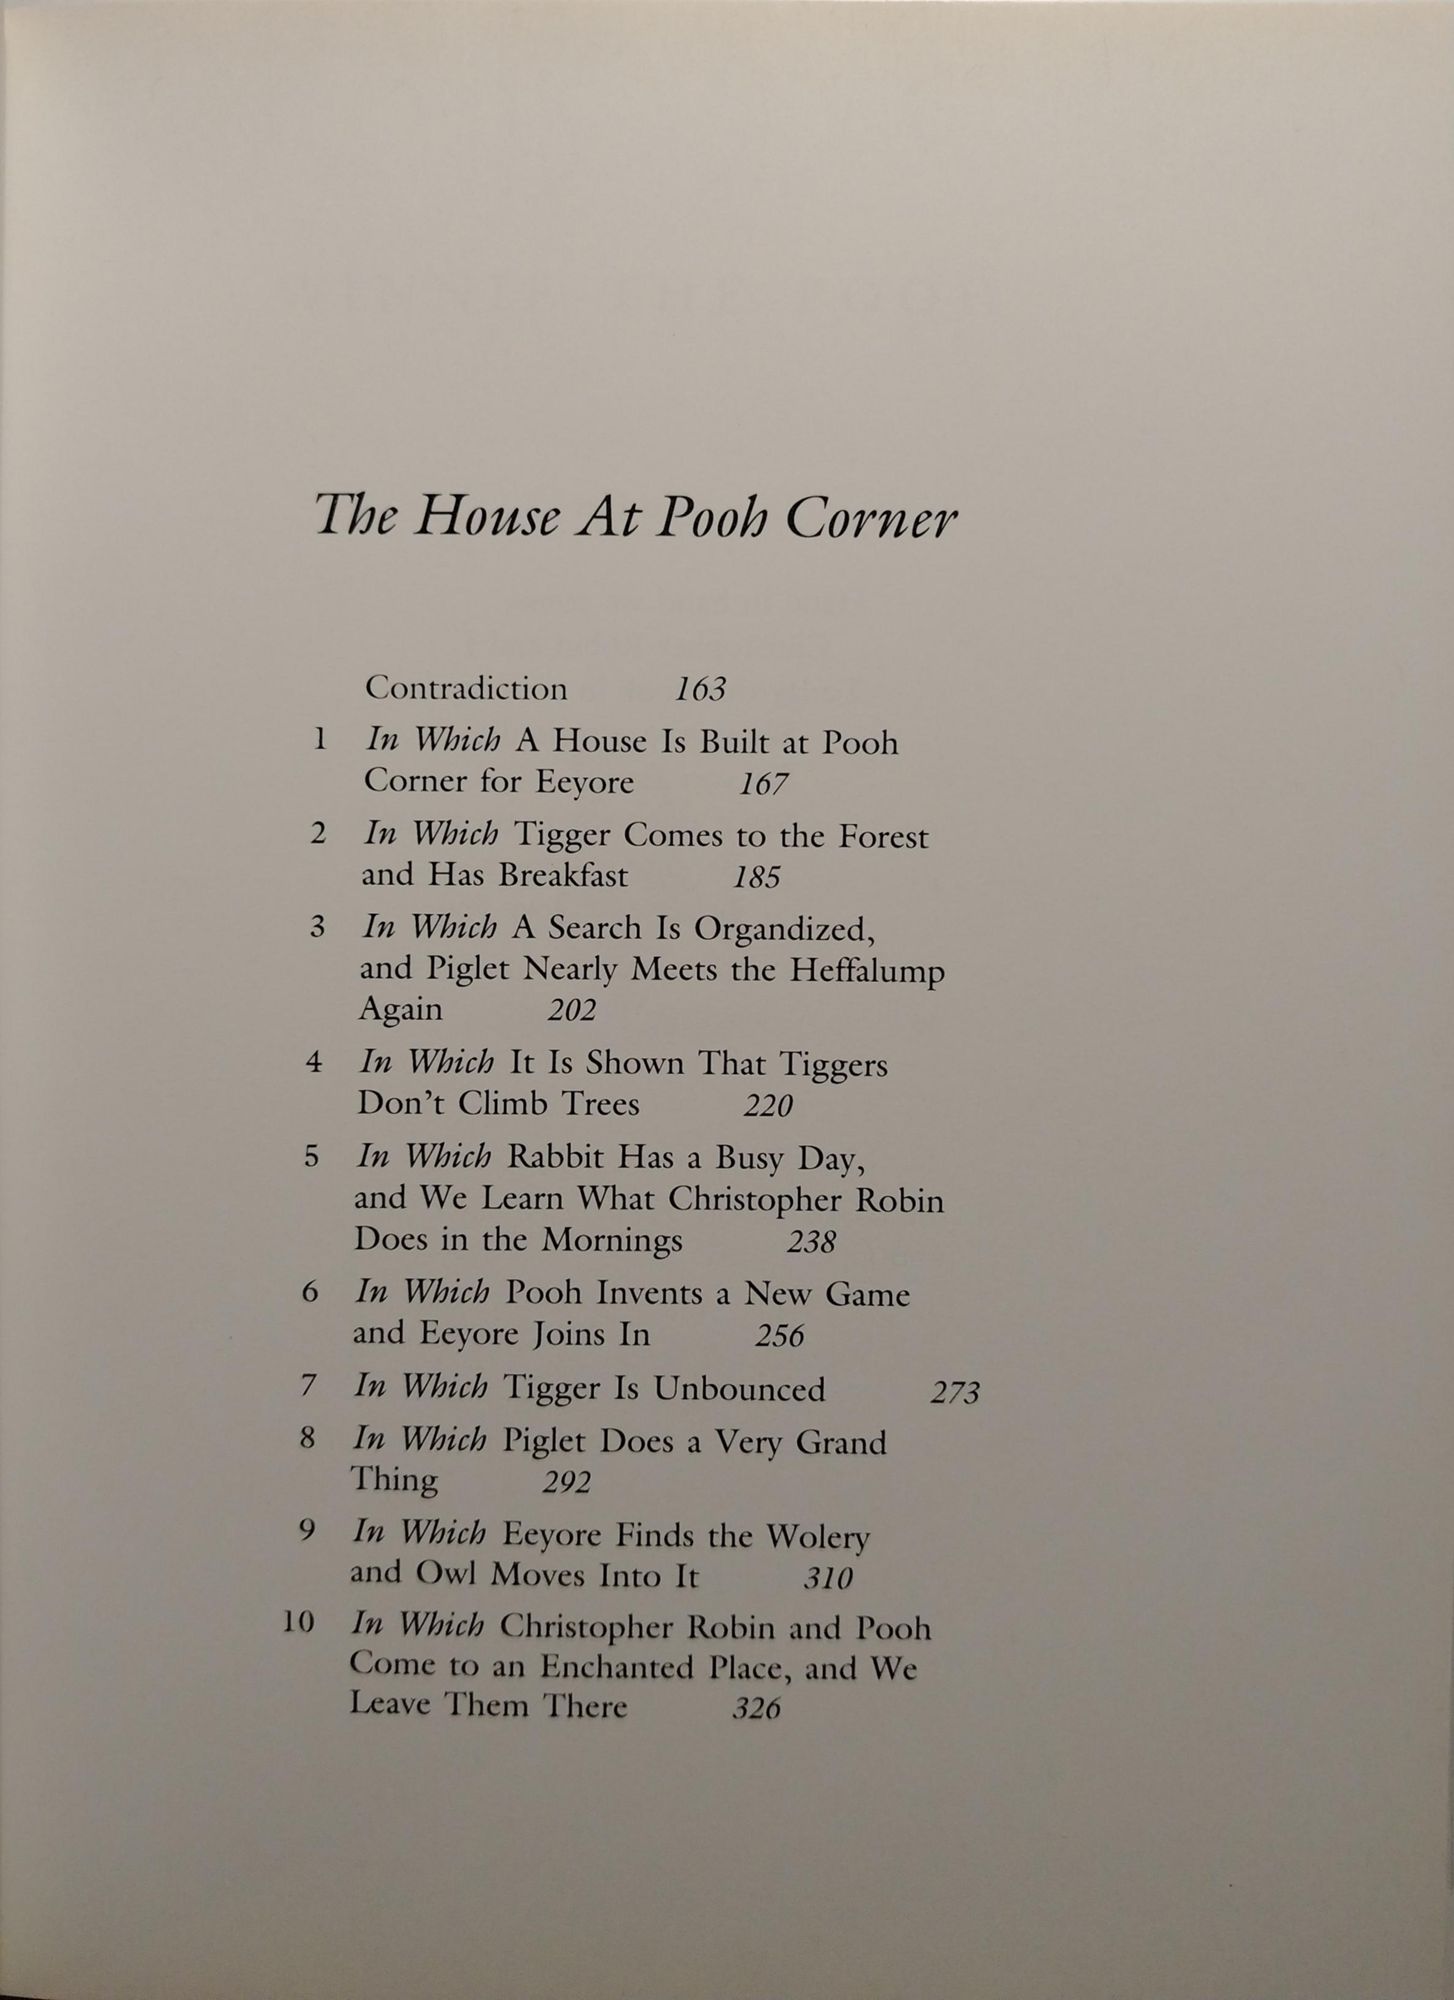 The House At Pooh Corner
Contradiction 163
1 In Which A House Is Built at Pooh
Corner for Eeyore 167
2 In Which Tigger Comes to the Forest
and Has Breakfast 185
3 In Which A Search Is Organdized,
and Piglet Nearly Meets the Heffalump
Again 202
4 In Which It Is Shown That Tiggers
Don't Climb Trees 220
5 In Which Rabbit Has a Busy Day,
and We Learn What Christopher Robin
Does in the Mornings 238
6 In Which Pooh Invents a New Game
and Eeyore Joins In 256
7 In Which Tigger Is Unbounced 273
8 In Which Piglet Does a Very Grand
Thing 292
9 In Which Eeyore Finds the Wolery
and Owl Moves Into It 310
10 In Which Christopher Robin and Pooh
Come to an Enchanted Place, and We
Leave Them There 326